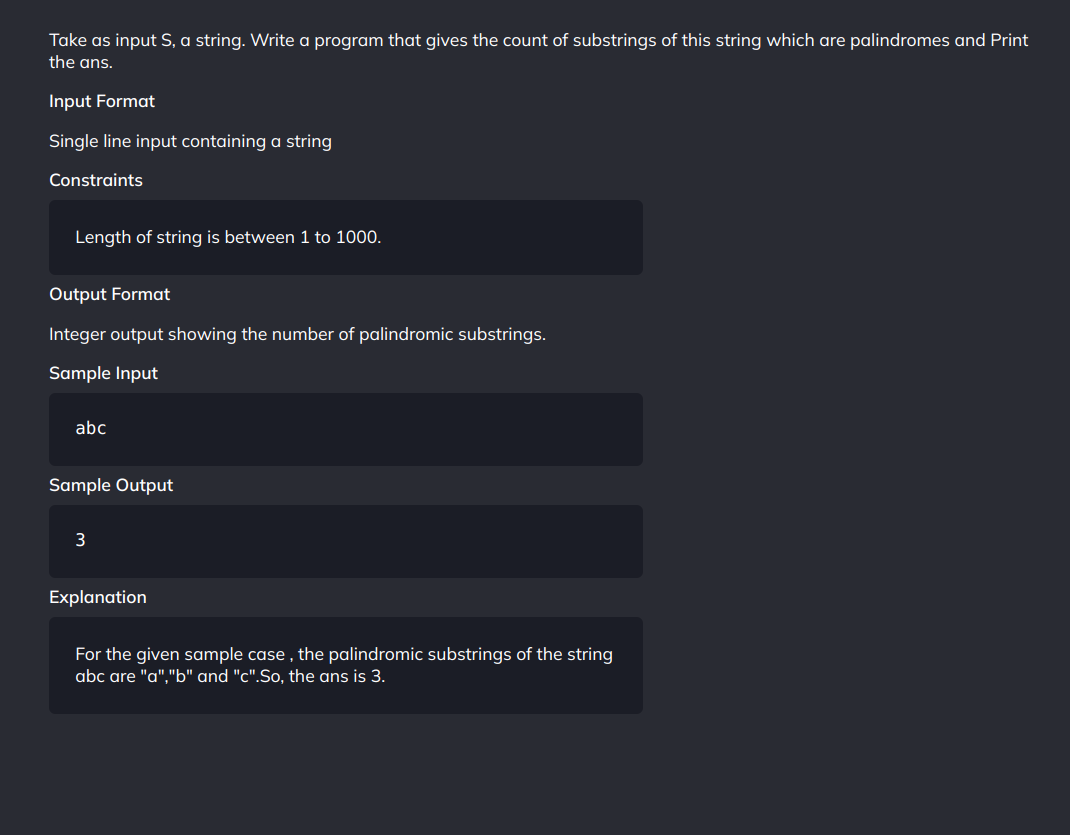 Take as input S, a string. Write a program that gives the count of substrings of this string which are palindromes and Print
the ans.
Input Format
Single line input containing a string
Constraints
Length of string is between 1 to 1000.
Output Format
Integer output showing the number of palindromic substrings.
Sample Input
abc
Sample Output
3
Explanation
For the given sample case , the palindromic substrings of the string
abc are "a","b" and "c".So, the ans is 3.